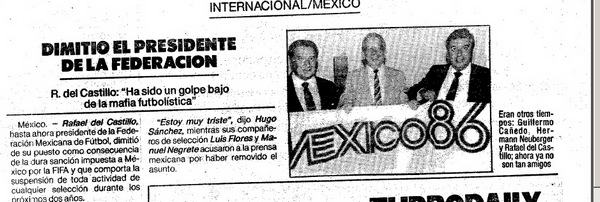 INTERNACIONAL/MEXICO
DIMITIO EL PRESIDENTE
DE LA FEDERACION
R. del Castillo: “Ha sido un golpe bajo
de la mafia futbolística”
México. — Rafael del Castillo,
hasta ahora presidente de la Fede-
ración Mexicana de Fútbol, dimitió
de su puesto como consecuencia
de la dura sanción impuesta a Mé-
xico por la FIFA y que comporta la
suspensión de toda actividad de
cualquier selección durante los
próximos dos años.
“Estoy muy triste”, dijo Hugo
Sánchez, mientras sus compañe-
ros de selección Luis Flores y Ma-
nuel Negrete acusaron a la prensa
mexicana por haber removido el
asunto.
MEXICO86
Eran otros tiem-
pos: Guillermo
Cañedo, Her-
mann Neuberger
y Rafael del Cas-
tillo; ahora ya no
son tan amigos